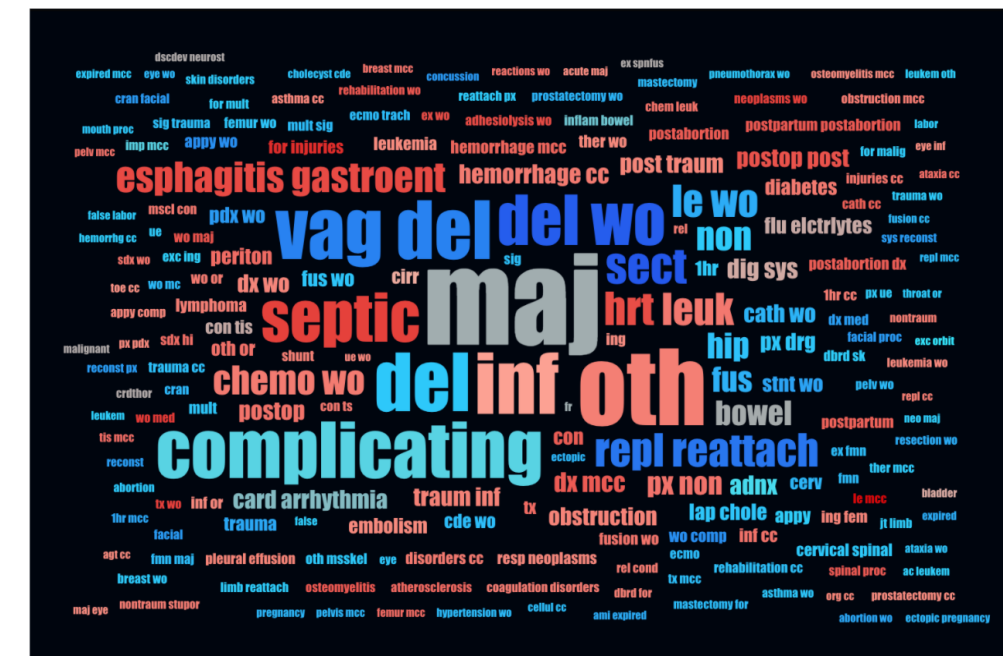 dscdev neurost
ex spnfus
expired mcc eye wo skin disorders cholecyst cde breast mcc concussion reactions wo acute maj mastectomy pneumothorax wo osteomyelitis mcc leukem oth
cran facial for mult asthma cc rehabilitation wo reattach px prostatectomy wo chem leuk neoplasms wo obstruction mcc
mouth proc sig trauma femur wo mult sig ecmo trach ex wo adhesiolysis wo inflam bowel postabortion postpartum postabortion labor
pelv mcc imp mcc appy wo for injuries leukemia hemorrhage mcc ther wo post traum postop post for malig eye inf
esphagitis gastroent hemorrhage cc diabetes injuries cc ataxia cc
false labor mscl con pdx wo vag del del wo le wo cath cc trauma wo
hemorrhg cc ue wo maj rel non flu elctrlytes fusion cc sys reconst
sdx wo exc ing periton sig sect 1hr dig sys postabortion dx repl mcc
toe cc wo mc wo or dx wo fus wo cirr maj
appy comp lymphoma septic hrt leuk cath wo 1hr cc px ue throat or
con tis dx med nontraum
malignant px pdx sdx hi oth or shunt ue wo ing hip px drg facial proc exc orbit
reconst px trauma cc chemo wo del inf oth dbrd sk leukemia wo
crdthor cran fus stnt wo pelv wo
leukem wo med mult postop con ts fr bowel postpartum repl cc neo maj
tis mcc complicating con repl reattach ex fmn resection wo
reconst ectopic ther mcc
abortion dx mcc px non adnx cerv fmn
tx wo inf or card arrhythmia traum inf tx le mcc bladder
1hr mcc trauma false embolism cde wo obstruction lap chole appy ing fem jt limb expired
facial fusion wo wo comp inf cc
agt cc fmn maj pleural effusion oth msskel eye disorders cc resp neoplasms ecmo cervical spinal ataxia wo
breast wo limb reattach osteomyelitis atherosclerosis coagulation disorders rel cond tx mcc rehabilitation cc spinal proc ac leukem
maj eye nontraum stupor dbrd for asthma wo org cc prostatectomy cc
pregnancy pelvis mcc femur mcc hypertension wo cellul cc ami expired mastectomy for abortion wo ectopic pregnancy